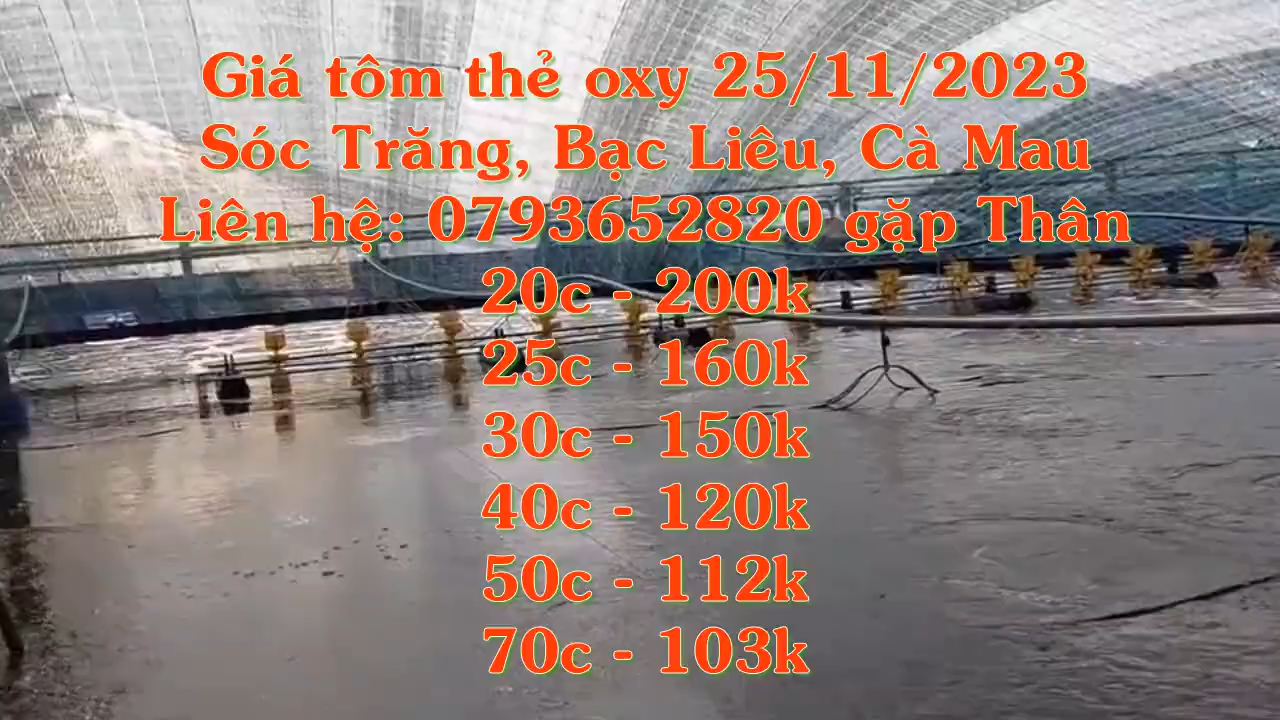 Giá tôm thẻ oxy 25/11/2023
Sóc Trăng, Bạc Liêu, Cà Mau
Liên hệ: 0793652820 gặp Thân
20c - 200k
25c - 160k
30c - 150k
40c - 120k
50c - 112k
70c - 103k